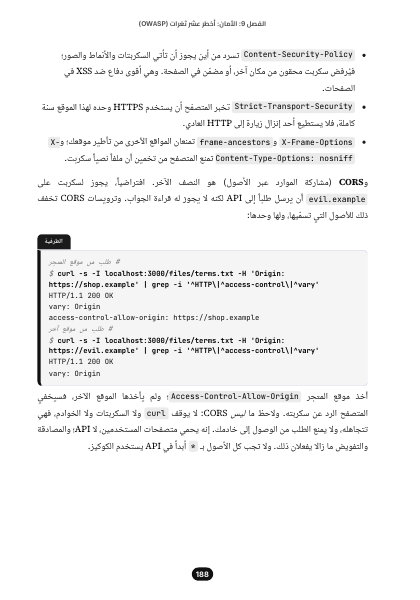 الفصل 9: الأمان: أخطر عشر ثغرات (OWASP)
• Content-Security-Policy تسرد من أين يجوز أن تأتي السكربتات والأنماط والصور؛
فيُرفض سكربت محقون من مكان آخر، أو مضمّن في الصفحة. وهي أقوى دفاع ضد XSS في
الصفحات.
• Strict-Transport-Security تخبر المتصفح أن يستخدم HTTPS وحده لهذا الموقع سنة
كاملة، فلا يستطيع أحد إنزال زيارة إلى HTTP العادي.
• X-Frame-Options و frame-ancestors تمنعان المواقع الأخرى من تأطير موقعك؛ و X-
Content-Type-Options: nosniff تمنع المتصفح من تخمين أن ملفاً نصياً سكربت.
وCORS (مشاركة الموارد عبر الأصول) هو النصف الآخر. افتراضياً، يجوز لسكربت على
evil.example أن يرسل طلباً إلى API لكنه لا يجوز له قراءة الجواب. وترويسات CORS تخفف
ذلك للأصول التي تسمّيها، ولها وحدها:
الطرفية
# طلب من موقع المتجر
$ curl -s -I localhost:3000/files/terms.txt -H 'Origin:
https://shop.example' | grep -i '^HTTP\|^access-control\|^vary'
HTTP/1.1 200 OK
vary: Origin
access-control-allow-origin: https://shop.example
# طلب من موقع آخر
$ curl -s -I localhost:3000/files/terms.txt -H 'Origin:
https://evil.example' | grep -i '^HTTP\|^access-control\|^vary'
HTTP/1.1 200 OK
vary: Origin
أخذ موقع المتجر Access-Control-Allow-Origin؛ ولم يأخذها الموقع الآخر، فسيخفي
المتصفح الرد عن سكربته. ولاحظ ما ليس CORS: لا يوقف curl ولا السكربتات ولا الخوادم، فهي
تتجاهله، ولا يمنع الطلب من الوصول إلى خادمك. إنه يحمي متصفحات المستخدمين، لا API؛ والمصادقة
والتفويض ما زالا يفعلان ذلك. ولا تجب كل الأصول بـ * أبداً في API يستخدم الكوكيز.
188